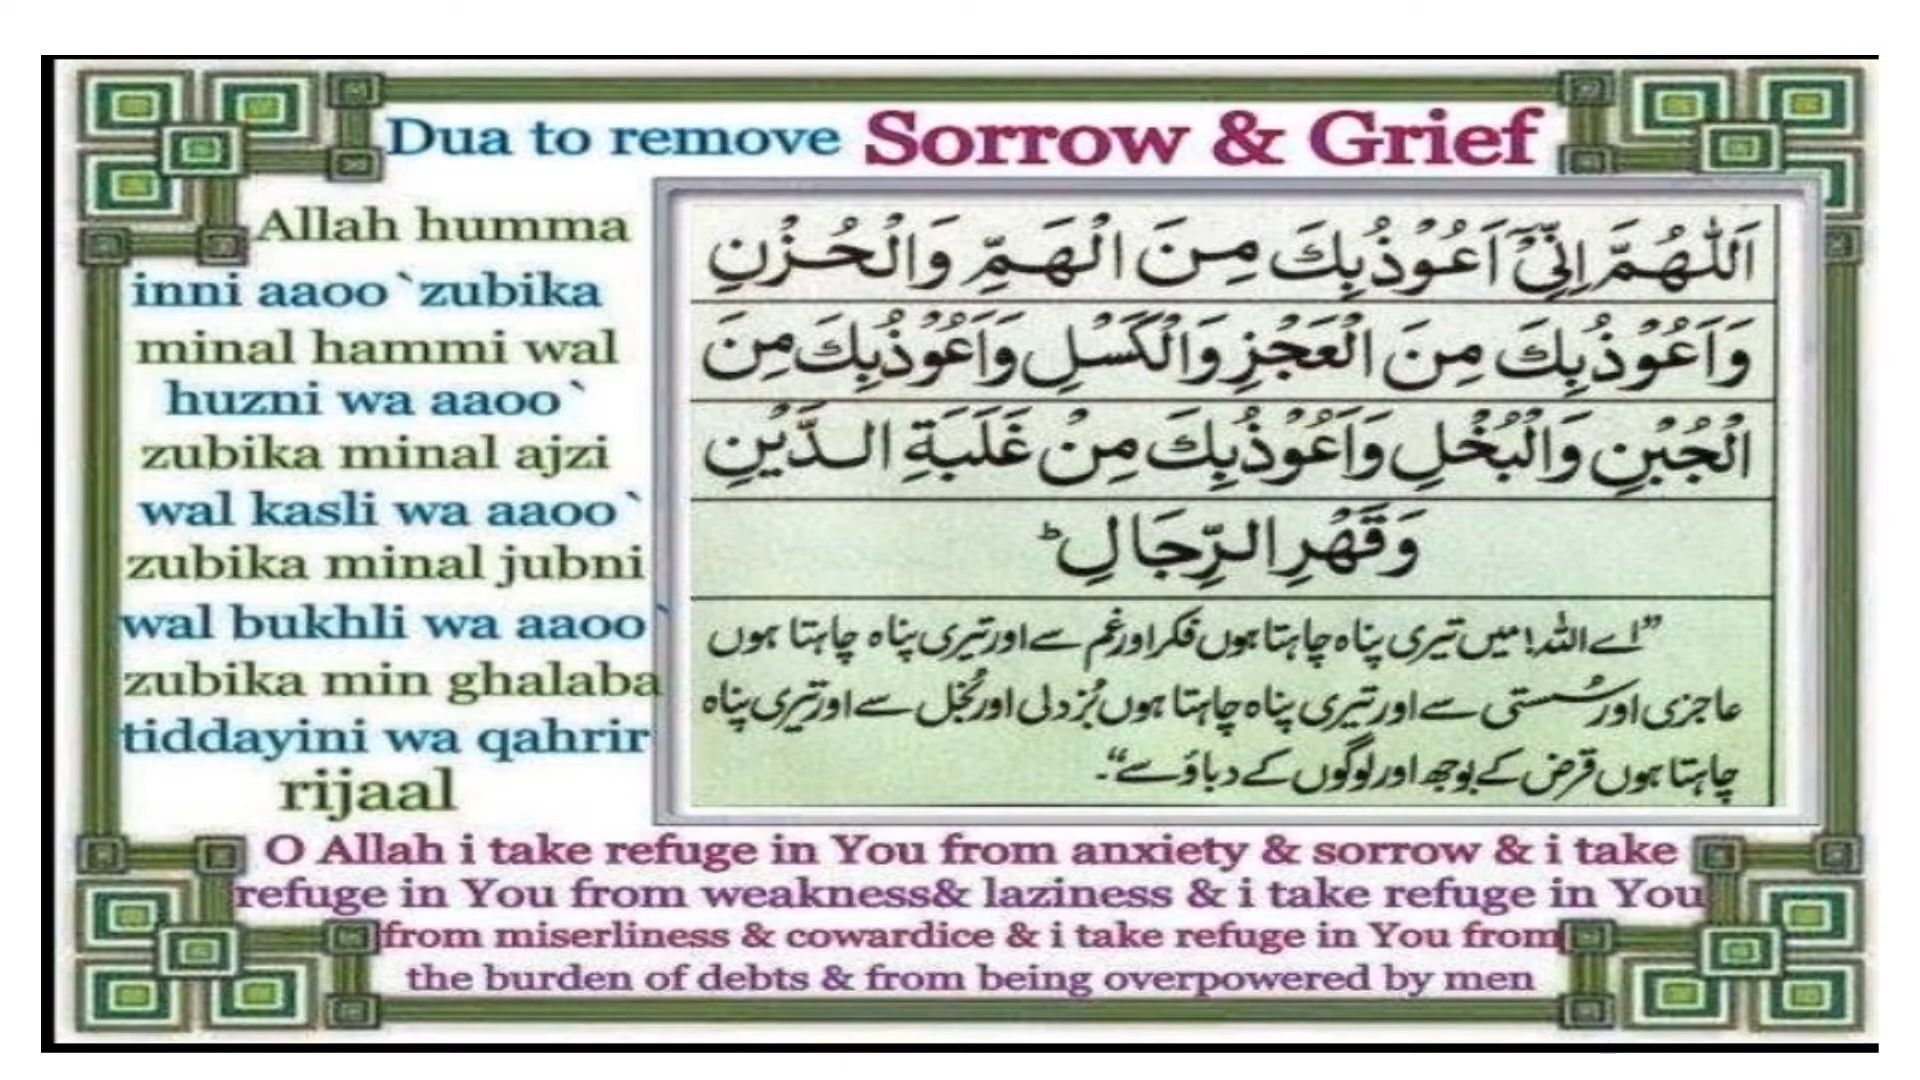 Dua to remove Sorrow & Grief
Allah humma
inni aaoo `zubika
minal hammi wal
huzni wa aaoo`
zubika minal ajzi
wal kasli wa aaoo`
zubika minal jubni
wal bukhli wa aaoo`
zubika min ghalaba
tiddayini wa qahrir
rijaal
اَللّٰهُمَّ اِنِّیْٓ اَعُوْذُبِكَ مِنَ الْهَمِّ وَالْحُزْنِ
وَاَعُوْذُبِكَ مِنَ الْعَجْزِ وَالْكَسْلِ وَاَعُوْذُبِكَ مِنَ
الْجُبْنِ وَالْبُخْلِ وَاَعُوْذُبِكَ مِنْ غَلَبَةِ الدَّیْنِ
وَقَهْرِ الرِّجَالِ ؕ
”اے اللہ! میں تیری پناہ چاہتا ہوں فکر اور غم سے اور تیری پناہ چاہتا ہوں
عاجزی اور سُستی سے اور تیری پناہ چاہتا ہوں بُزدلی اور بُخل سے اور تیری پناہ
چاہتا ہوں قرض کے بوجھ اور لوگوں کے دباؤ سے“۔
O Allah i take refuge in You from anxiety & sorrow & i take
refuge in You from weakness& laziness & i take refuge in You
from miserliness & cowardice & i take refuge in You from
the burden of debts & from being overpowered by men